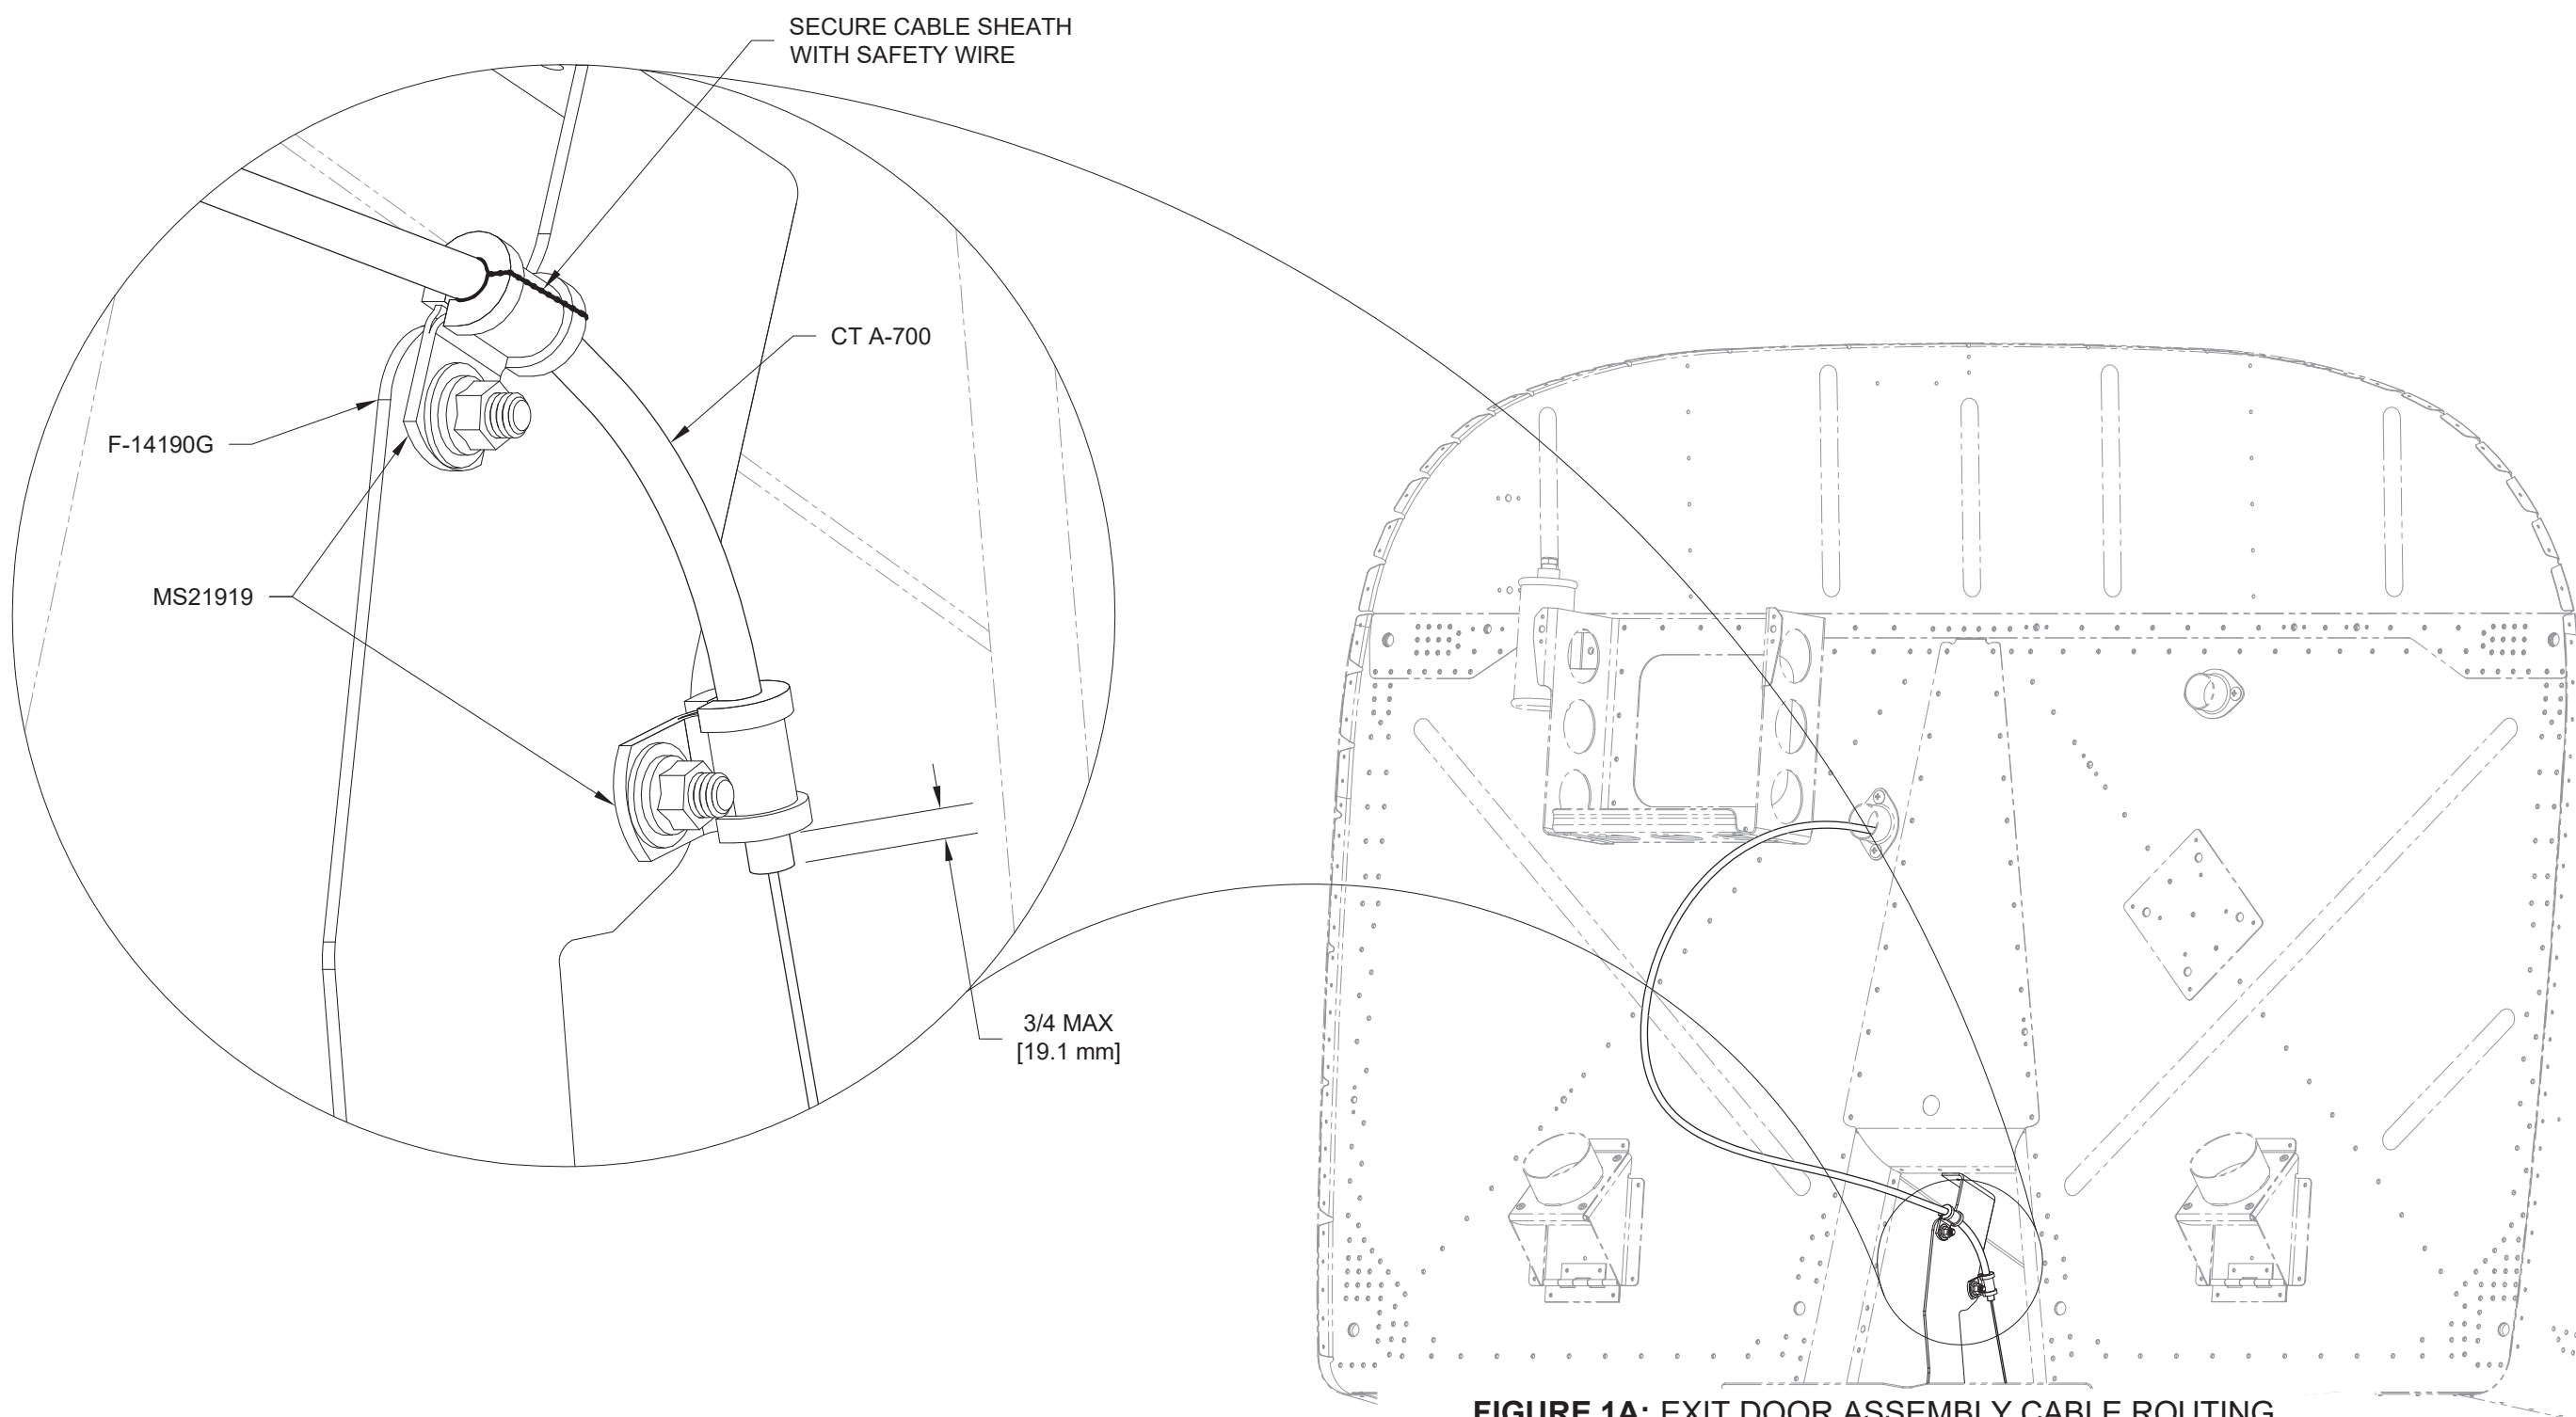 SECURE CABLE SHEATH
WITH SAFETY WIRE
CT A-700
F-14190G
MS21919
3/4 MAX
[19.1 mm]
FIGURE 1A: EXIT DOOR ASSEMBLY CABLE ROUTING